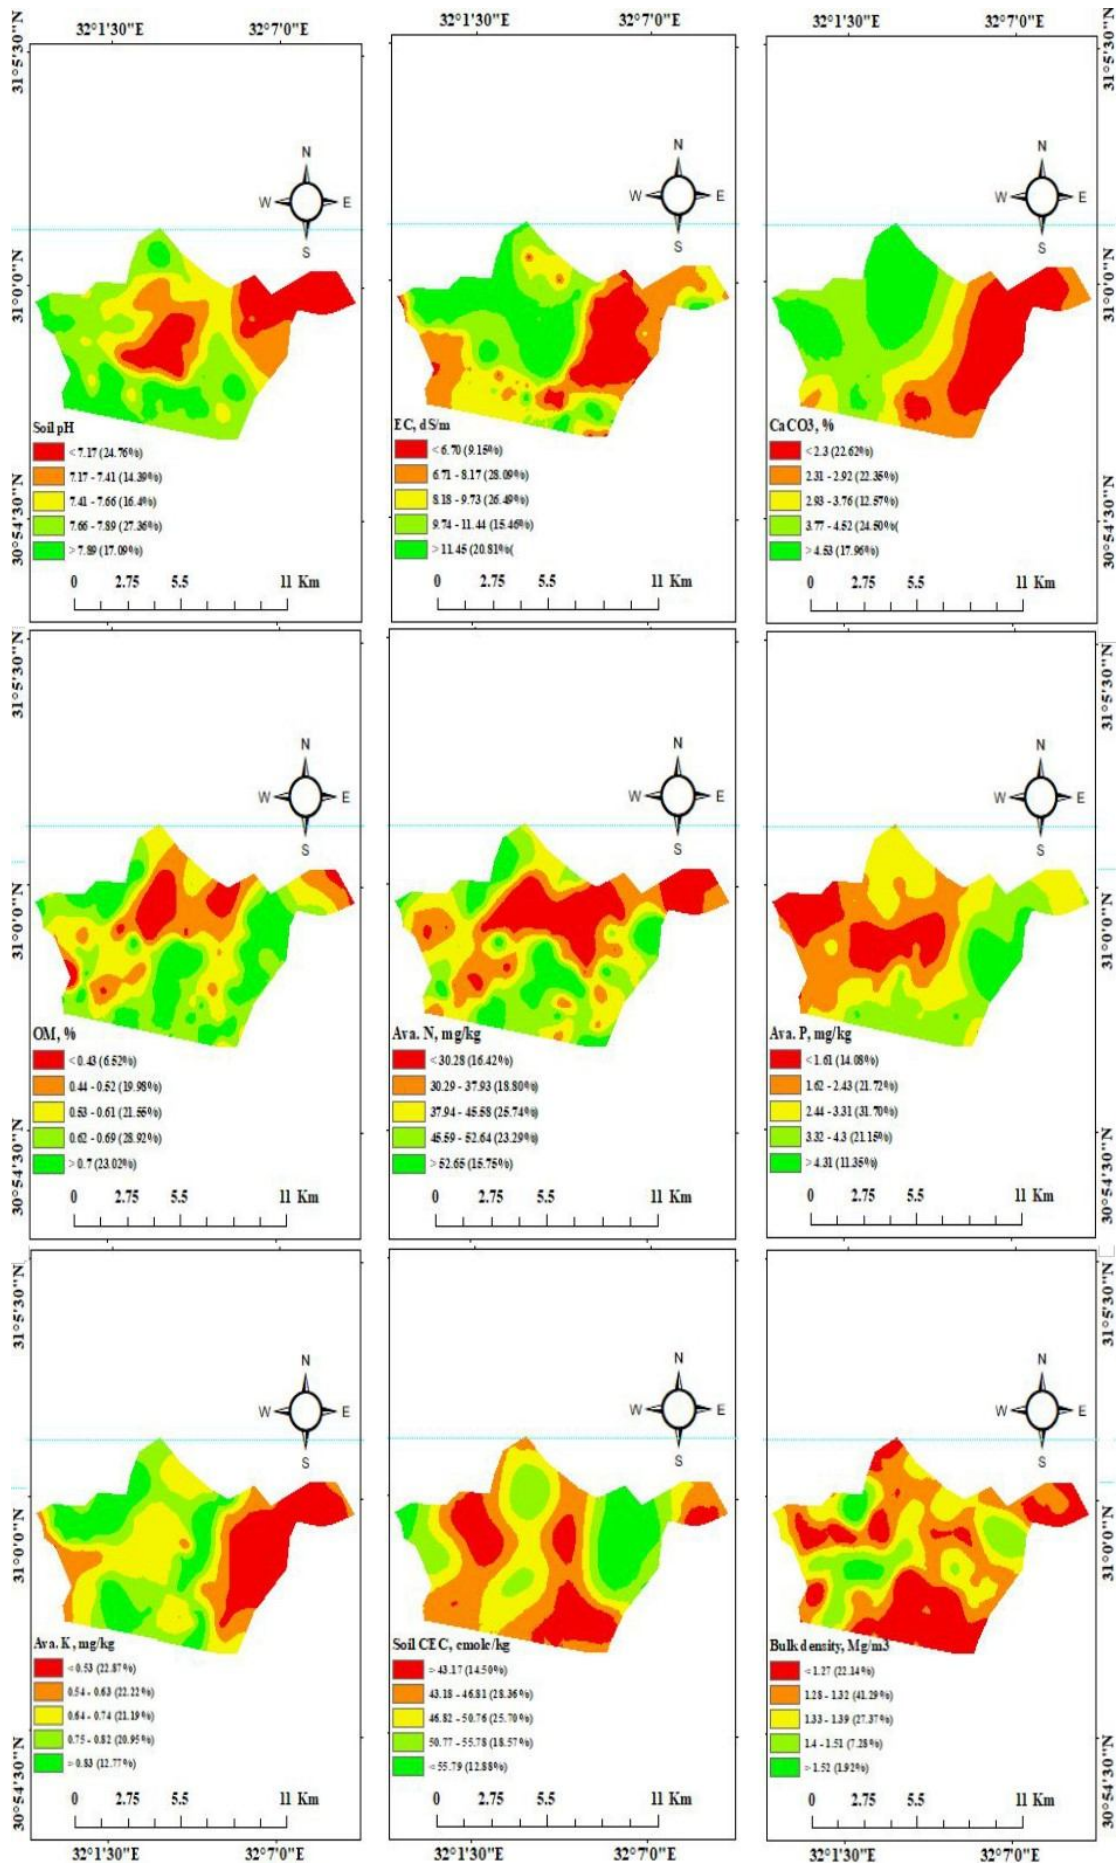 32°1'30"E 32°7'0"E 32°1'30"E 32°7'0"E 32°1'30"E 32°7'0"E
31°5'30"N
31°0'0"N
30°54'30"N
31°5'30"N
31°0'0"N
30°54'30"N
N
W E
S
Soil pH
< 7.17 (24.76%)
7.17 - 7.41 (14.39%)
7.41 - 7.66 (16.4%)
7.66 - 7.89 (27.36%)
> 7.89 (17.09%)
0 2.75 5.5 11 Km
N
W E
S
EC, dS/m
< 6.70 (9.15%)
6.71 - 8.17 (28.09%)
8.18 - 9.73 (26.49%)
9.74 - 11.44 (15.46%)
> 11.45 (20.81%(
0 2.75 5.5 11 Km
N
W E
S
CaCO3, %
< 2.3 (22.62%)
2.31 - 2.92 (22.35%)
2.93 - 3.76 (12.57%)
3.77 - 4.52 (24.50%(
> 4.53 (17.96%)
0 2.75 5.5 11 Km
31°5'30"N
31°0'0"N
30°54'30"N
31°5'30"N
31°0'0"N
30°54'30"N
N
W E
S
OM, %
< 0.43 (6.52%)
0.44 - 0.52 (19.98%)
0.53 - 0.61 (21.55%)
0.62 - 0.69 (28.92%)
> 0.7 (23.02%)
0 2.75 5.5 11 Km
N
W E
S
Ava. N, mg/kg
< 30.28 (16.42%)
30.29 - 37.93 (18.80%)
37.94 - 45.58 (25.74%)
45.59 - 52.64 (23.29%)
> 52.65 (15.75%)
0 2.75 5.5 11 Km
N
W E
S
Ava. P, mg/kg
< 1.61 (14.08%)
1.62 - 2.43 (21.72%)
2.44 - 3.31 (31.70%)
3.32 - 4.3 (21.15%)
> 4.31 (11.35%)
0 2.75 5.5 11 Km
31°5'30"N
31°0'0"N
30°54'30"N
31°5'30"N
31°0'0"N
30°54'30"N
N
W E
S
Ava. K, mg/kg
< 0.53 (22.87%)
0.54 - 0.63 (22.22%)
0.64 - 0.74 (21.19%)
0.75 - 0.82 (20.95%)
> 0.83 (12.77%)
0 2.75 5.5 11 Km
N
W E
S
Soil CEC, cmolc/kg
> 43.17 (14.50%)
43.18 - 46.81 (28.36%)
46.82 - 50.76 (25.70%)
50.77 - 55.78 (18.57%)
< 55.79 (12.88%)
0 2.75 5.5 11 Km
N
W E
S
Bulk density, Mg/m3
< 1.27 (22.14%)
1.28 - 1.32 (41.29%)
1.33 - 1.39 (27.37%)
1.4 - 1.51 (7.28%)
> 1.52 (1.92%)
0 2.75 5.5 11 Km
32°1'30"E 32°7'0"E 32°1'30"E 32°7'0"E 32°1'30"E 32°7'0"E